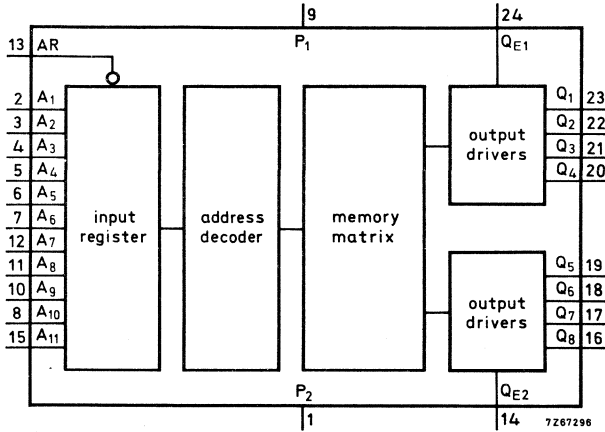 9
24
P1
QE1
13 AR
2 A1
3 A2
4 A3
5 A4
6 A5
7 A6
12 A7
11 A8
10 A9
8 A10
15 A11
input
register
address
decoder
memory
matrix
output
drivers
Q1 23
Q2 22
Q3 21
Q4 20
output
drivers
Q5 19
Q6 18
Q7 17
Q8 16
P2
QE2
1
14
7Z67296